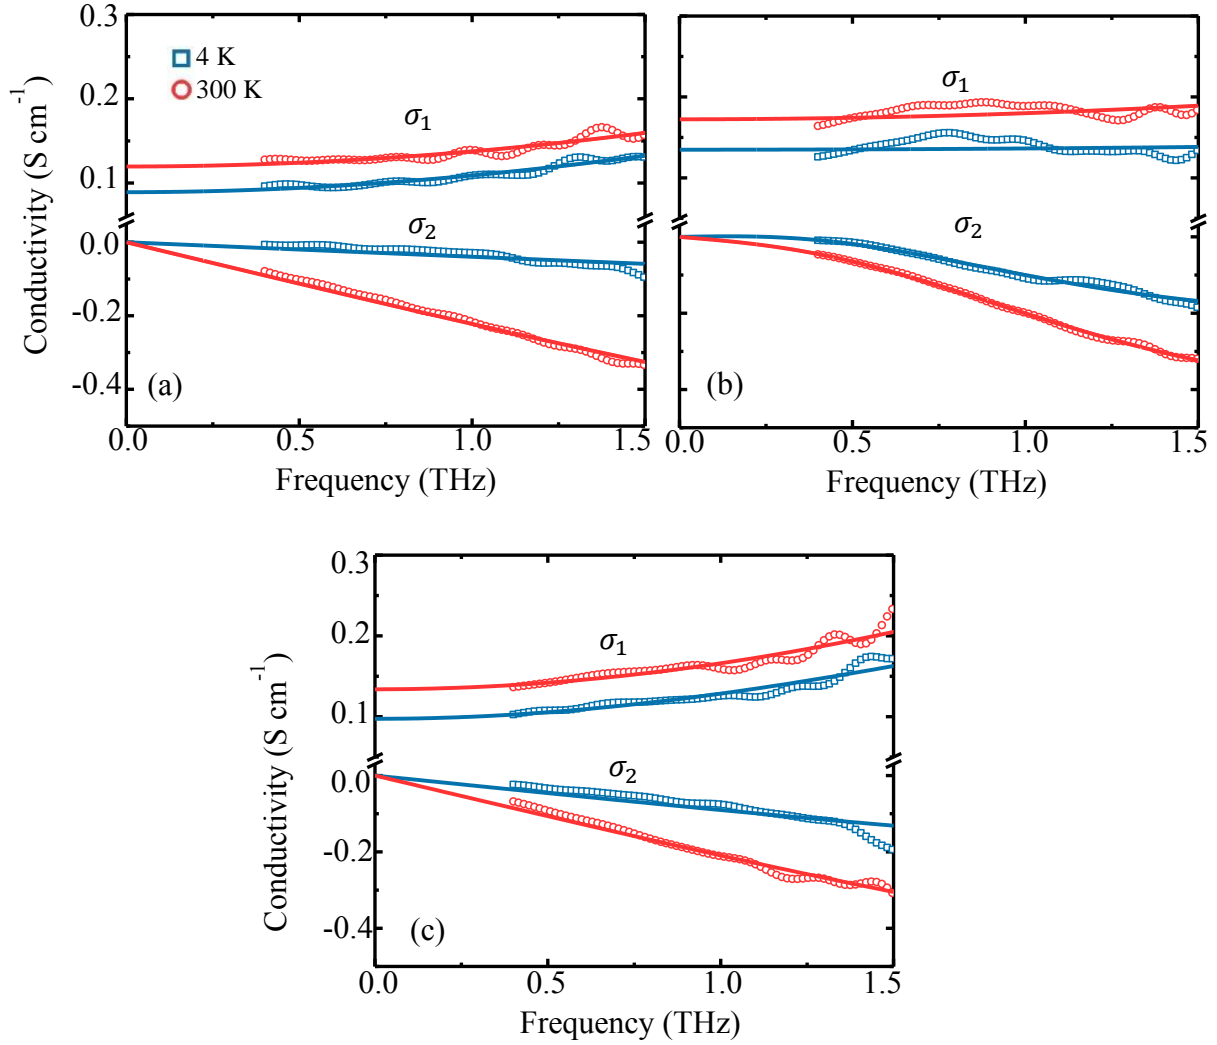 0.3
0.2
0.1
0.0
-0.2
-0.4
Conductivity (S cm⁻¹)
4 K
300 K
σ₁
σ₂
(a)
0.0
0.5
1.0
1.5
Frequency (THz)
σ₁
σ₂
(b)
0.0
0.5
1.0
1.5
Frequency (THz)
0.3
0.2
0.1
0.0
-0.2
-0.4
Conductivity (S cm⁻¹)
σ₁
σ₂
(c)
0.0
0.5
1.0
1.5
Frequency (THz)